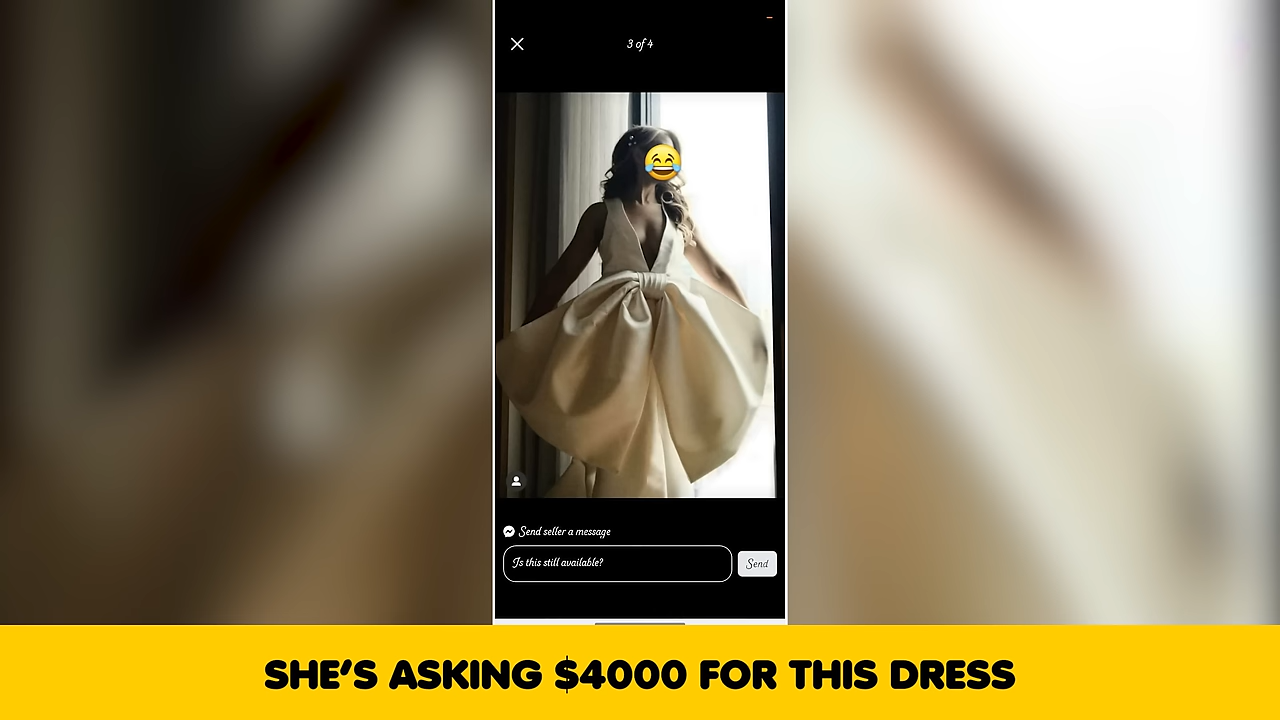 3 of 4
Send seller a message
Is this still available?
Send
SHE'S ASKING $4000 FOR THIS DRESS